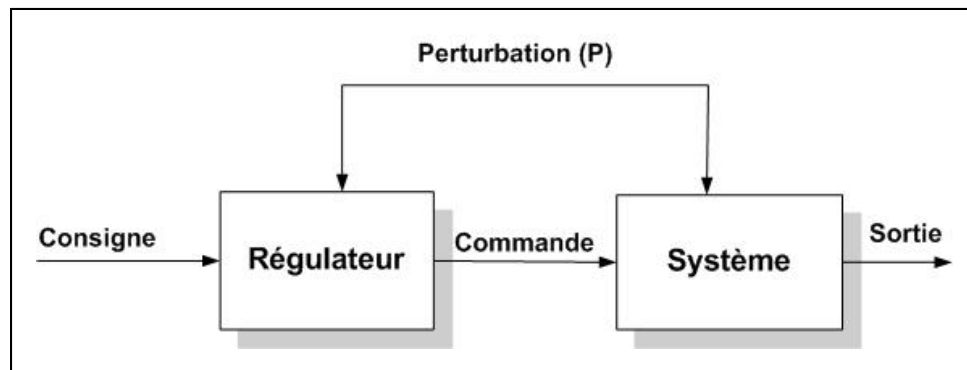 Perturbation (P)
Consigne
Régulateur
Commande
Système
Sortie